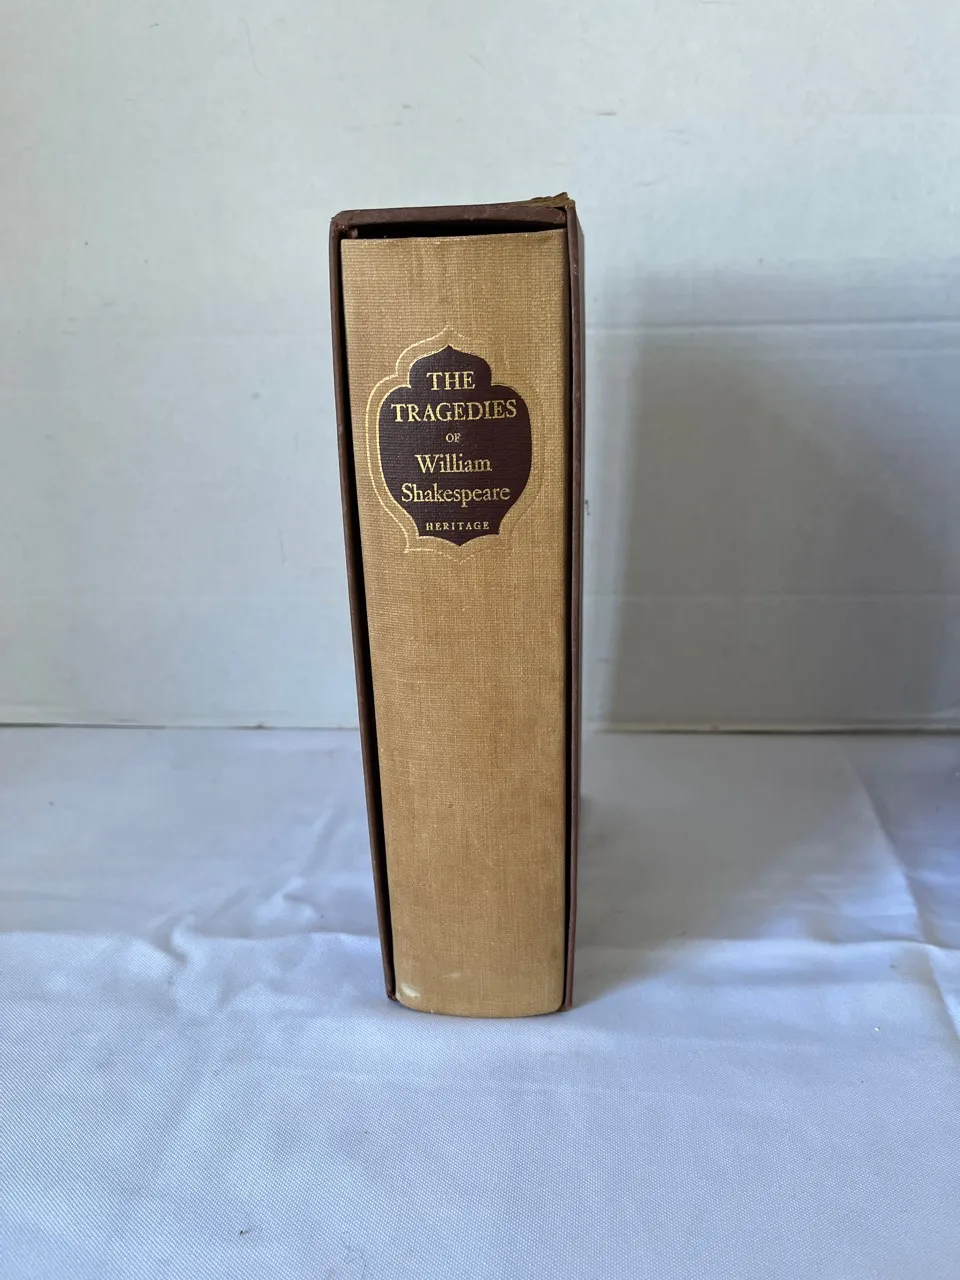 THE
TRAGEDIES
OF
William
Shakespeare
HERITAGE